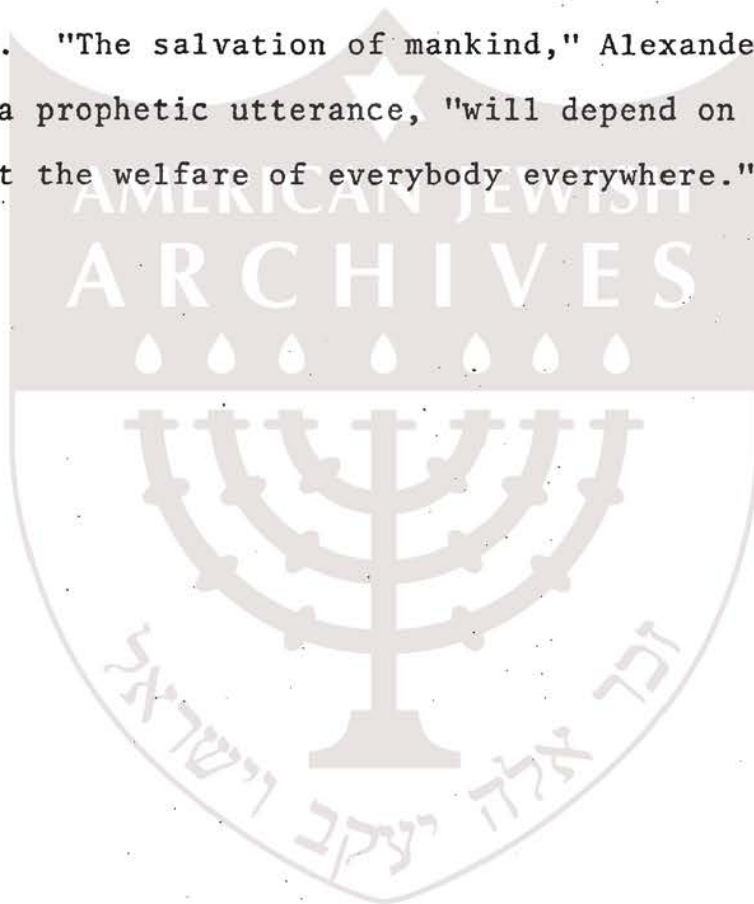 . "The salvation of mankind," Alexande
a prophetic utterance, "will depend on
t the welfare of everybody everywhere."
AMERICAN JEWISH
ARCHIVES
זכר אלה יעקב וישראל